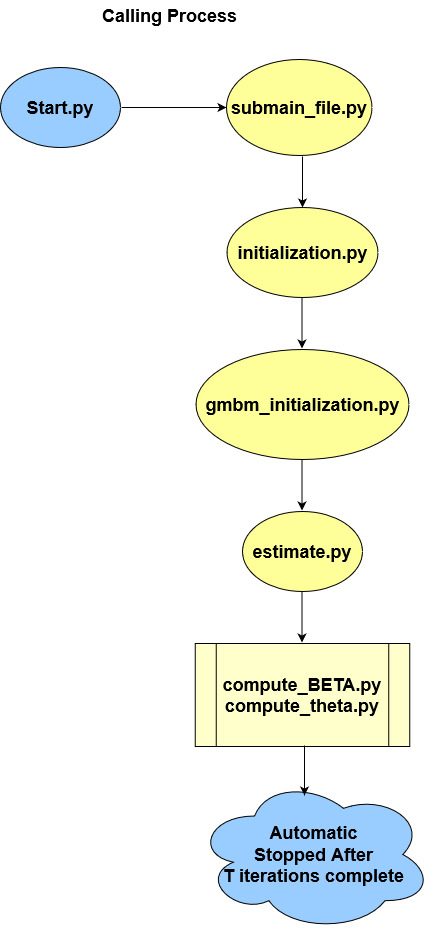 Calling Process
Start.py
submain_file.py
initialization.py
gmbm_initialization.py
estimate.py
compute_BETA.py
compute_theta.py
Automatic
Stopped After
T iterations complete